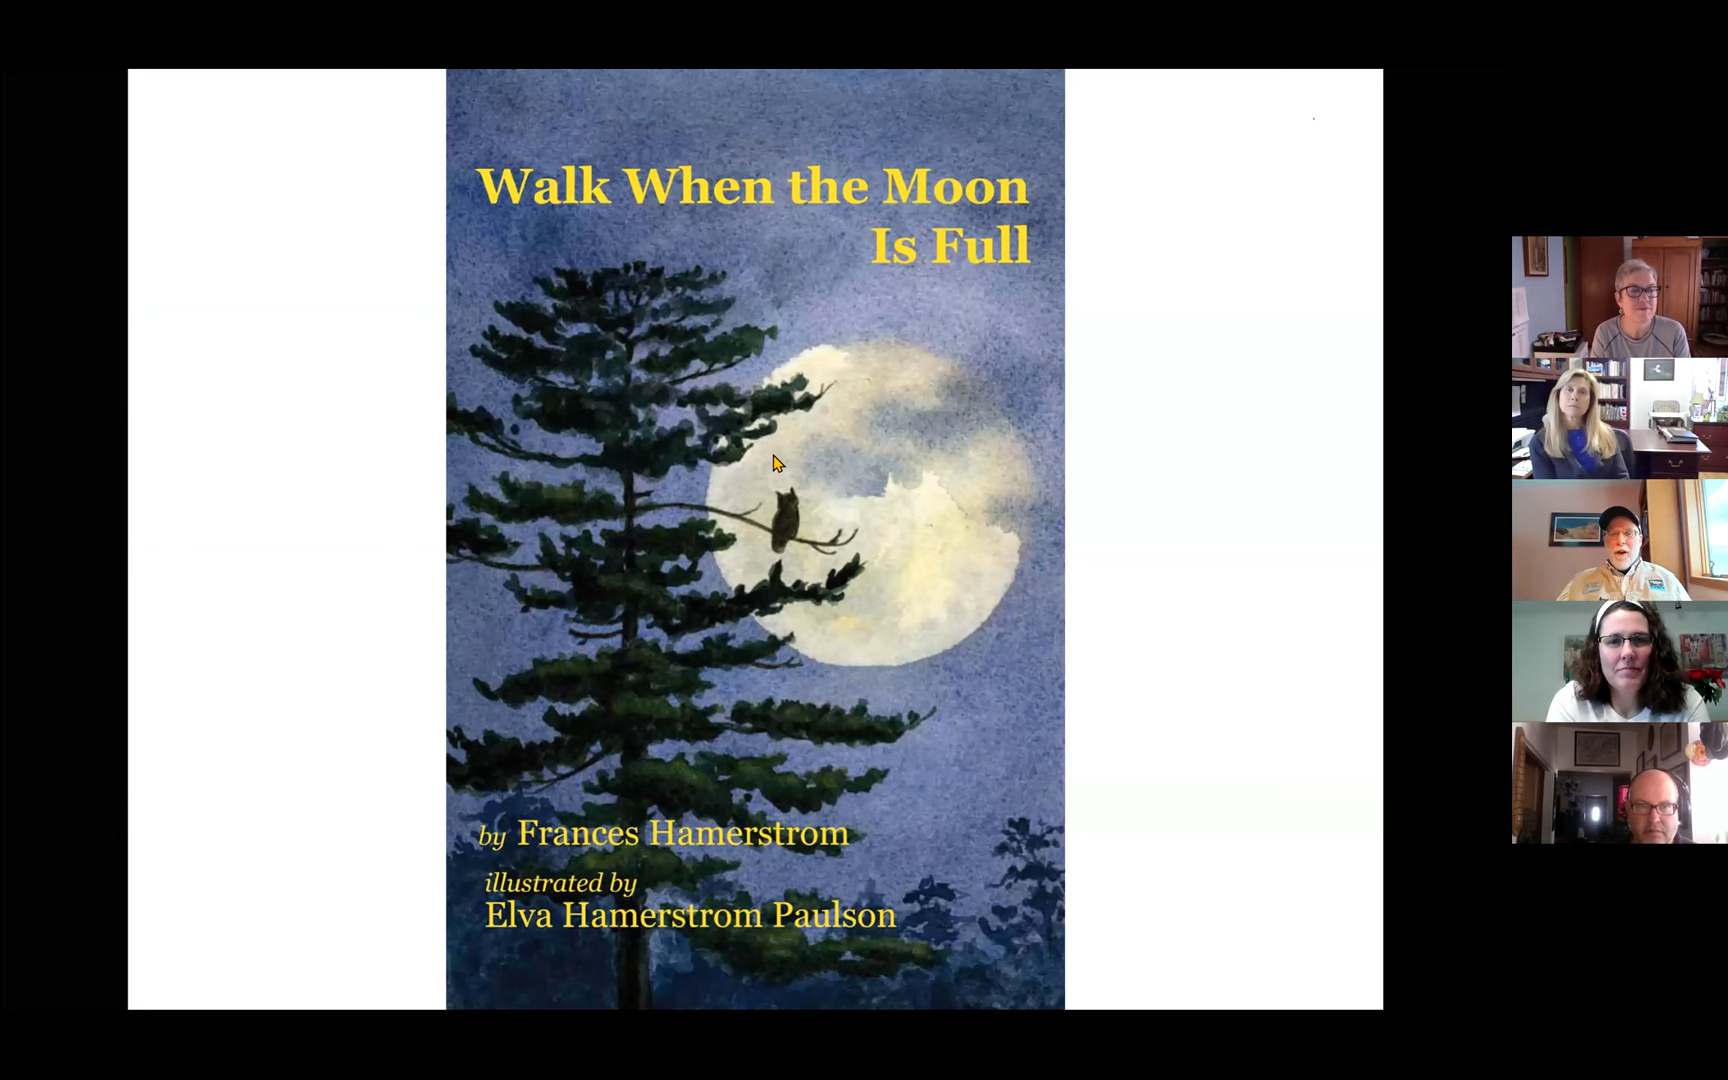 Walk When the Moon
Is Full
by Frances Hamerstrom
illustrated by
Elva Hamerstrom Paulson